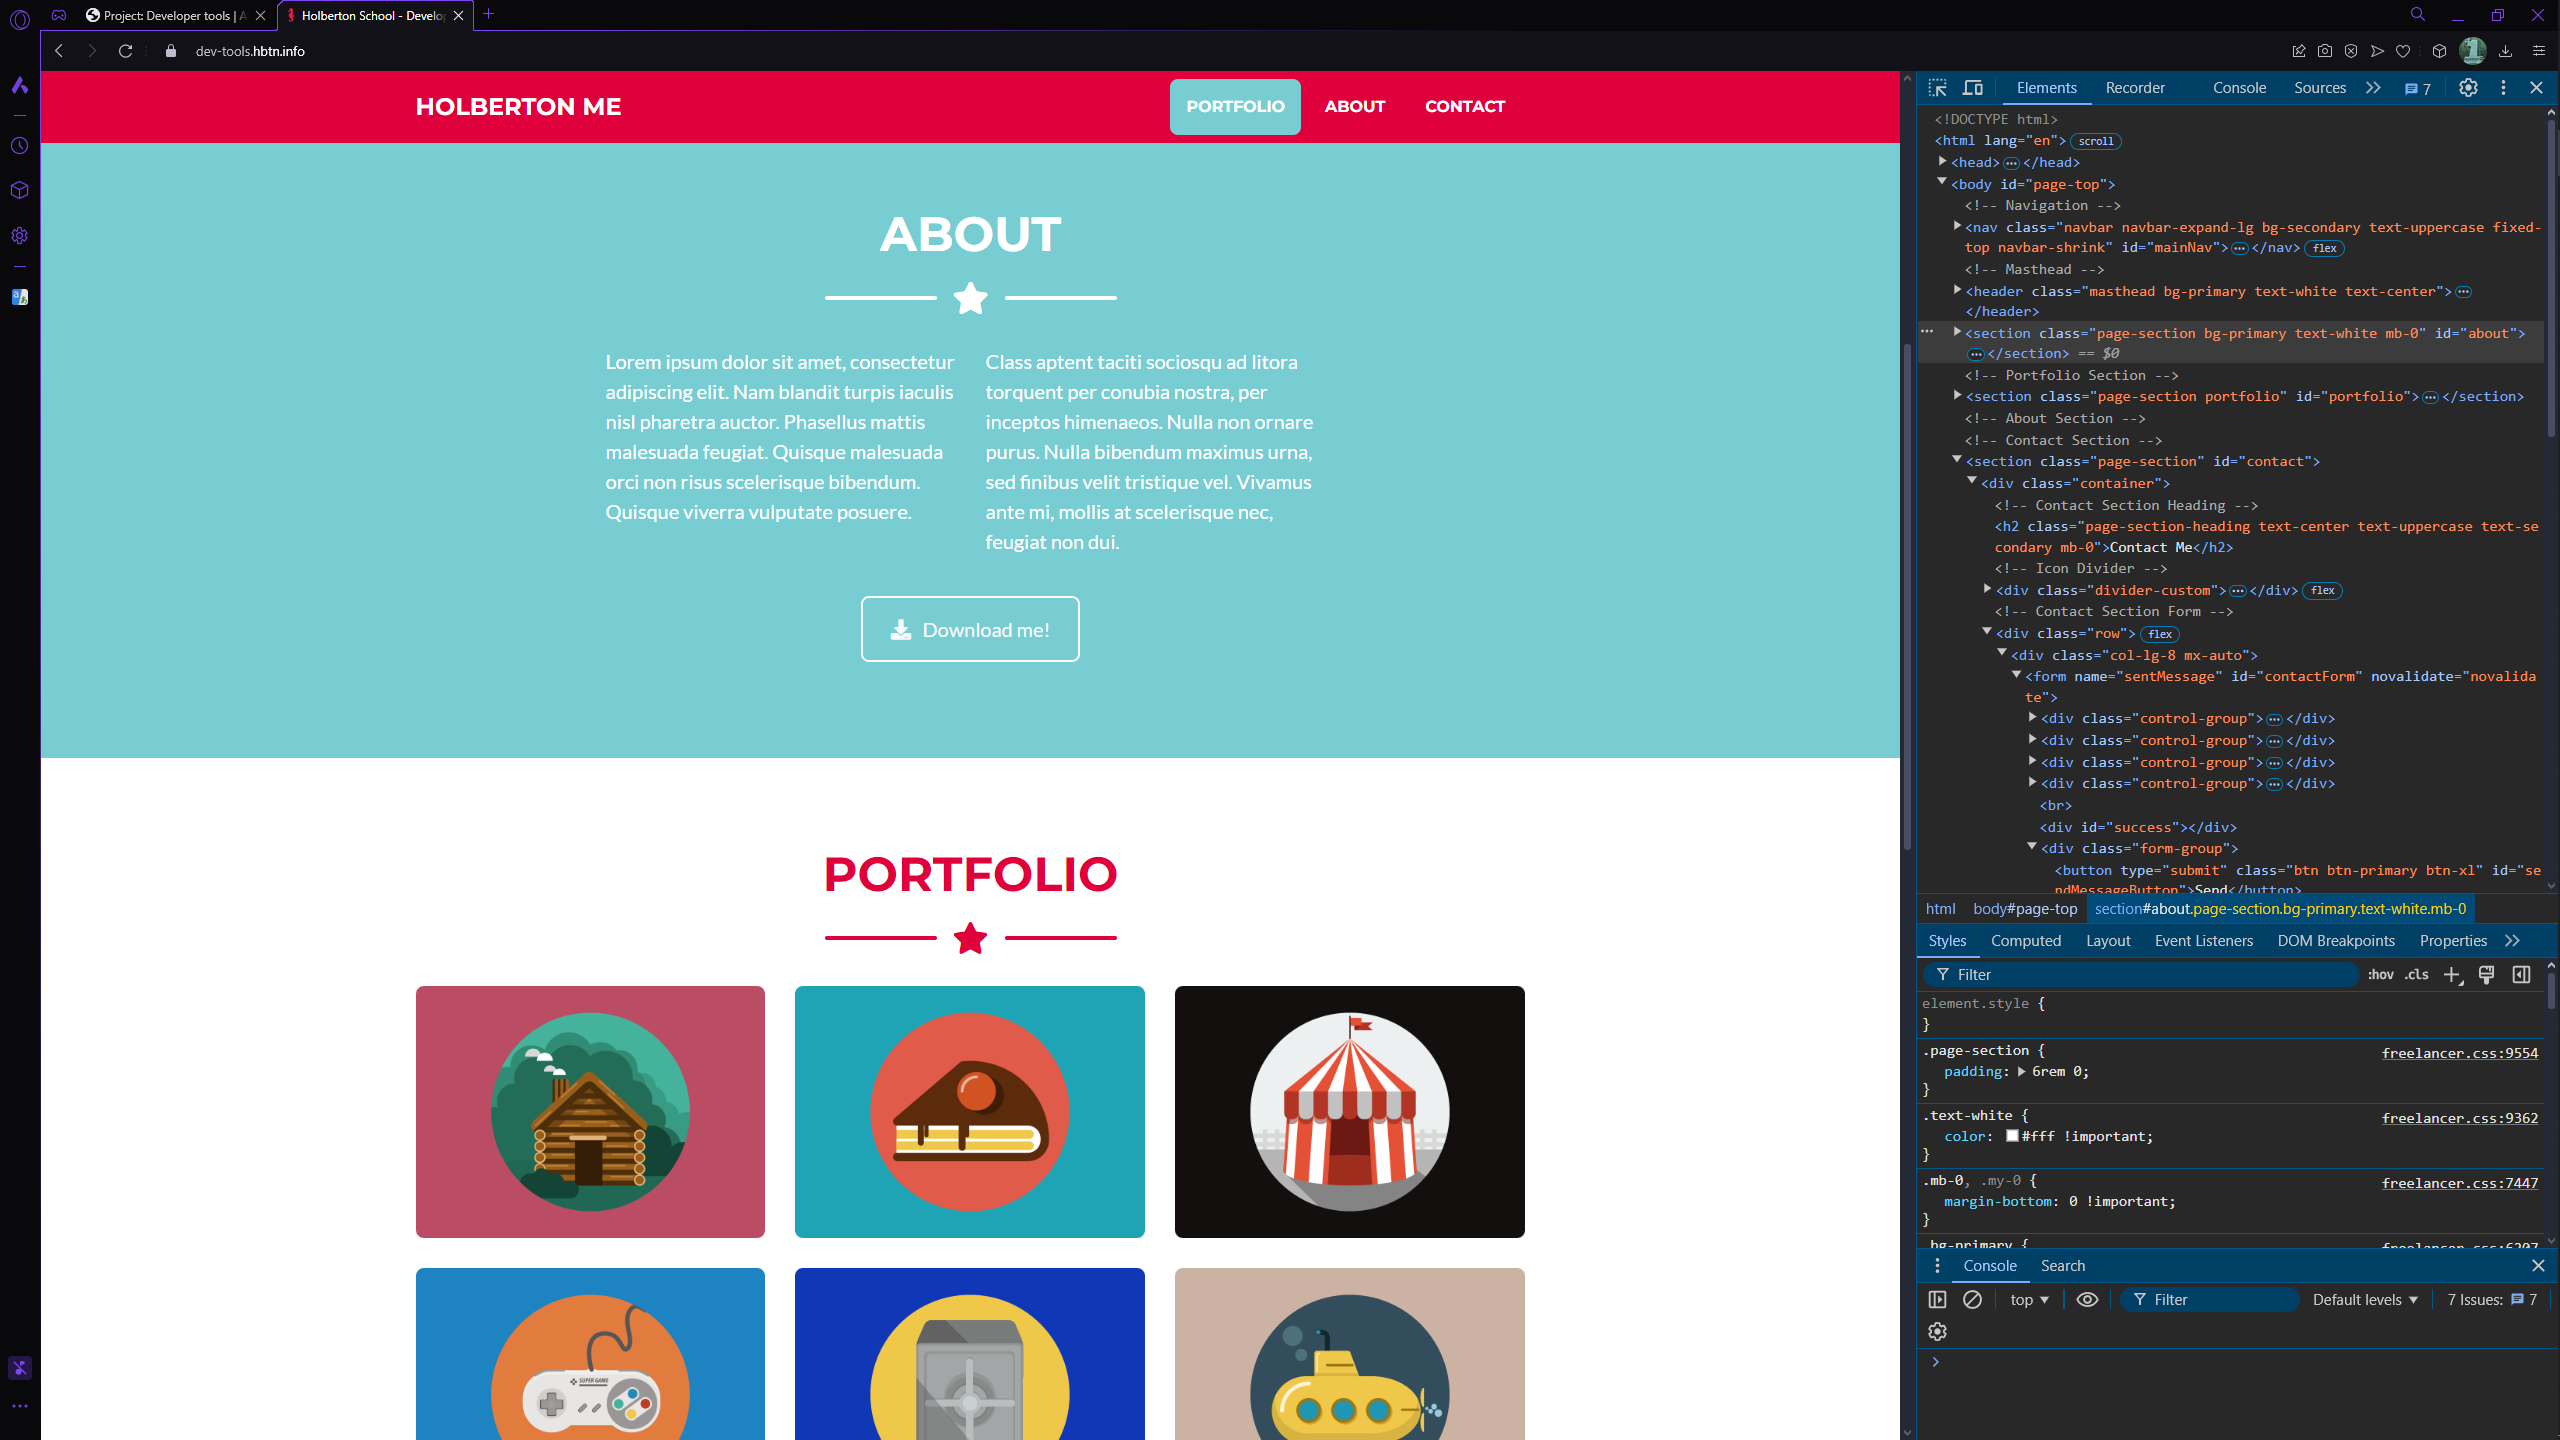 Project: Developer tools | A
Holberton School - Develo
dev-tools.hbtn.info
HOLBERTON ME
PORTFOLIO
ABOUT
CONTACT
ABOUT
Lorem ipsum dolor sit amet, consectetur
adipiscing elit. Nam blandit turpis iaculis
nisl pharetra auctor. Phasellus mattis
malesuada feugiat. Quisque malesuada
orci non risus scelerisque bibendum.
Quisque viverra vulputate posuere.
Class aptent taciti sociosqu ad litora
torquent per conubia nostra, per
inceptos himenaeos. Nulla non ornare
purus. Nulla bibendum maximus urna,
sed finibus velit tristique vel. Vivamus
ante mi, mollis at scelerisque nec,
feugiat non dui.
Download me!
PORTFOLIO
SUPER GAME
Elements
Recorder
Console
Sources
7
<!DOCTYPE html>
<html lang="en"> scroll
<head> ··· </head>
<body id="page-top">
<!-- Navigation -->
<nav class="navbar navbar-expand-lg bg-secondary text-uppercase fixed-
top navbar-shrink" id="mainNav"> ··· </nav> flex
<!-- Masthead -->
<header class="masthead bg-primary text-white text-center"> ···
</header>
<section class="page-section bg-primary text-white mb-0" id="about">
··· </section> == $0
<!-- Portfolio Section -->
<section class="page-section portfolio" id="portfolio"> ··· </section>
<!-- About Section -->
<!-- Contact Section -->
<section class="page-section" id="contact">
<div class="container">
<!-- Contact Section Heading -->
<h2 class="page-section-heading text-center text-uppercase text-se
condary mb-0">Contact Me</h2>
<!-- Icon Divider -->
<div class="divider-custom"> ··· </div> flex
<!-- Contact Section Form -->
<div class="row"> flex
<div class="col-lg-8 mx-auto">
<form name="sentMessage" id="contactForm" novalidate="novalida
te">
<div class="control-group"> ··· </div>
<div class="control-group"> ··· </div>
<div class="control-group"> ··· </div>
<div class="control-group"> ··· </div>
<br>
<div id="success"></div>
<div class="form-group">
<button type="submit" class="btn btn-primary btn-xl" id="se
ndMessageButton">Send</button>
html body#page-top section#about.page-section.bg-primary.text-white.mb-0
Styles Computed Layout Event Listeners DOM Breakpoints Properties
Filter :hov .cls
element.style {
}
.page-section { freelancer.css:9554
padding: 6rem 0;
}
.text-white { freelancer.css:9362
color: #fff !important;
}
.mb-0, .my-0 { freelancer.css:7447
margin-bottom: 0 !important;
}
.bg-primary { freelancer.css:6207
Console Search
top Filter Default levels 7 Issues: 7